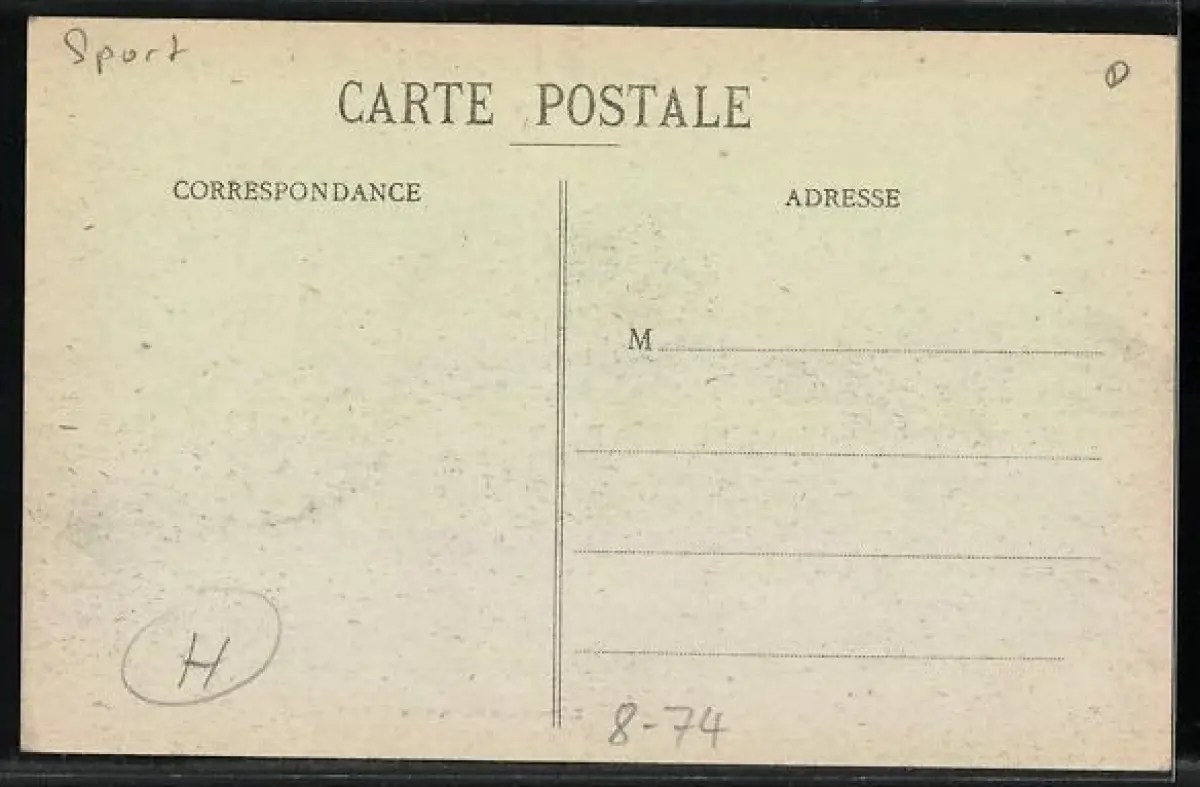 Sport
CARTE POSTALE
CORRESPONDANCE
ADRESSE
M
H
8-74